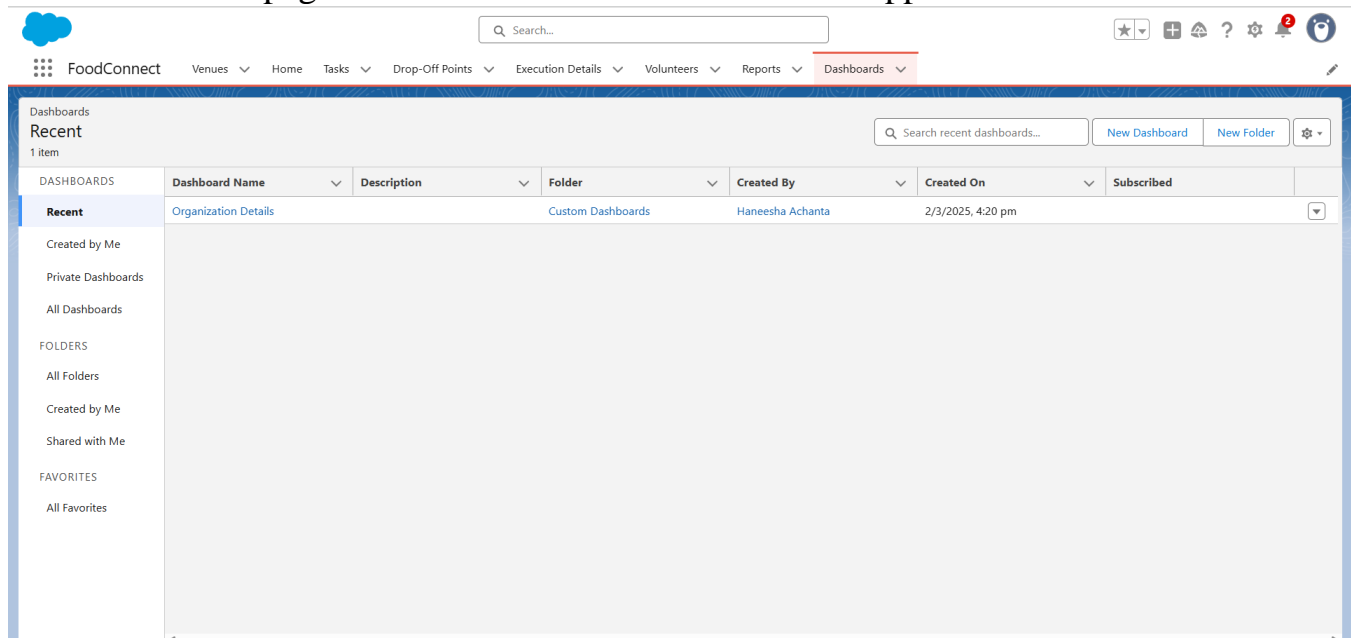 Search...
2
FoodConnect Venues Home Tasks Drop-Off Points Execution Details Volunteers Reports Dashboards
Dashboards
Recent
1 item
Search recent dashboards...
New Dashboard
New Folder
DASHBOARDS
Recent
Created by Me
Private Dashboards
All Dashboards
FOLDERS
All Folders
Created by Me
Shared with Me
FAVORITES
All Favorites
Dashboard Name Description Folder Created By Created On Subscribed
Organization Details Custom Dashboards Haneesha Achanta 2/3/2025, 4:20 pm